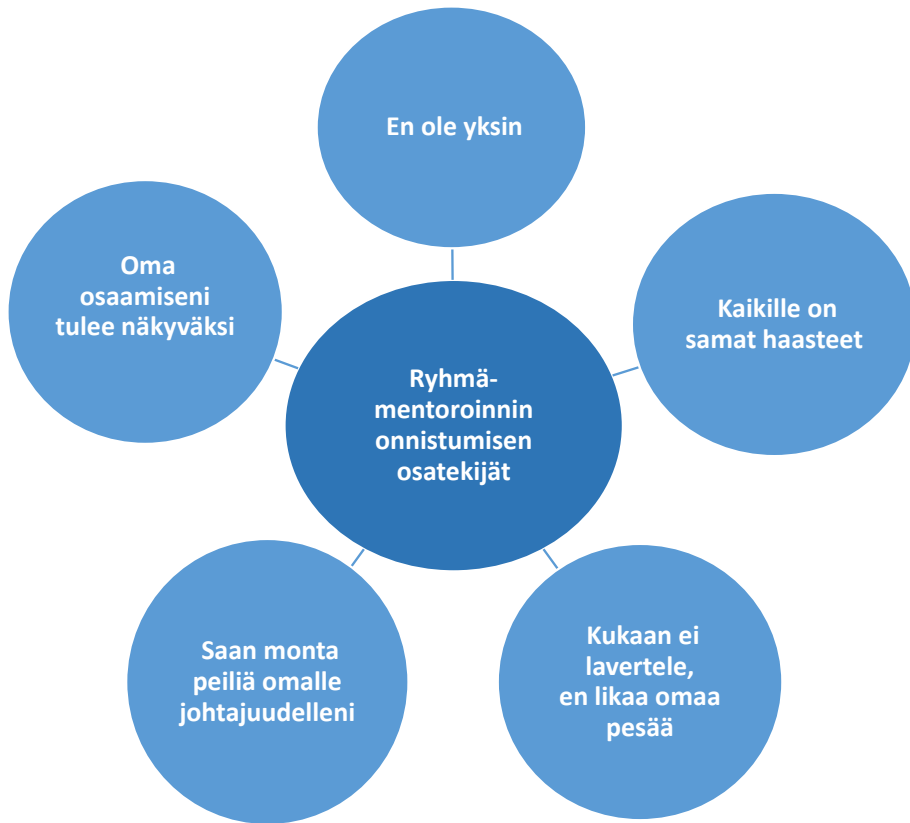 En ole yksin
Oma
osaamiseni
tulee näkyväksi
Kaikille on
samat haasteet
Ryhmä-
mentoroinnin
onnistumisen
osatekijät
Saan monta
peiliä omalle
johtajuudelleni
Kukaan ei
lavertele,
en likaa omaa
pesää